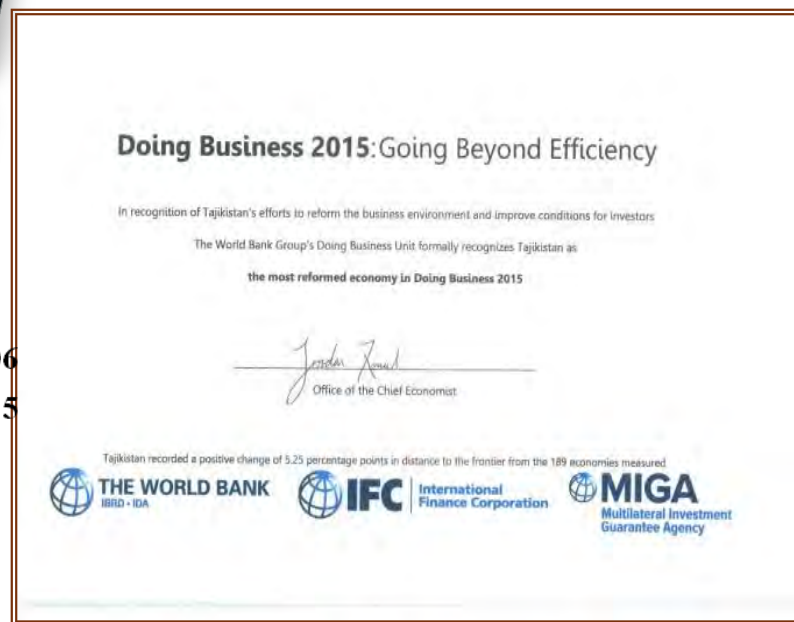 Doing Business 2015:Going Beyond Efficiency
In recognition of Tajikistan's efforts to reform the business environment and improve conditions for investors
The World Bank Group's Doing Business Unit formally recognizes Tajikistan as
the most reformed economy in Doing Business 2015
Office of the Chief Economist
6
5
Tajikistan recorded a positive change of 5.25 percentage points in distance to the frontier from the 189 economies measured
THE WORLD BANK
IBRD • IDA
IFC
International
Finance Corporation
MIGA
Multilateral Investment
Guarantee Agency